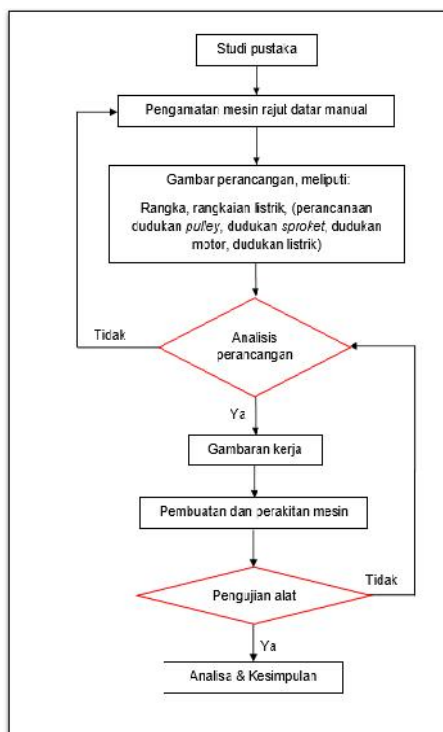 Studi pustaka
Pengamatan mesin rajut datar manual
Gambar perancangan, meliputi:
Rangka, rangkaian listrik, (perancanaan
dudukan pulley, dudukan sproket, dudukan
motor, dudukan listrik)
Tidak
Analisis
perancangan
Ya
Gambaran kerja
Pembuatan dan perakitan mesin
Tidak
Pengujian alat
Ya
Analisa & Kesimpulan